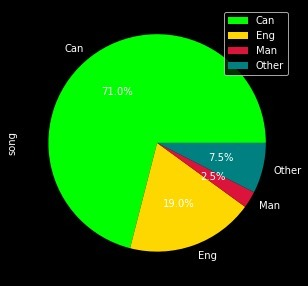 Can
Eng
Man
Other
Can
71.0%
song
7.5%
Other
2.5%
Man
19.0%
Eng